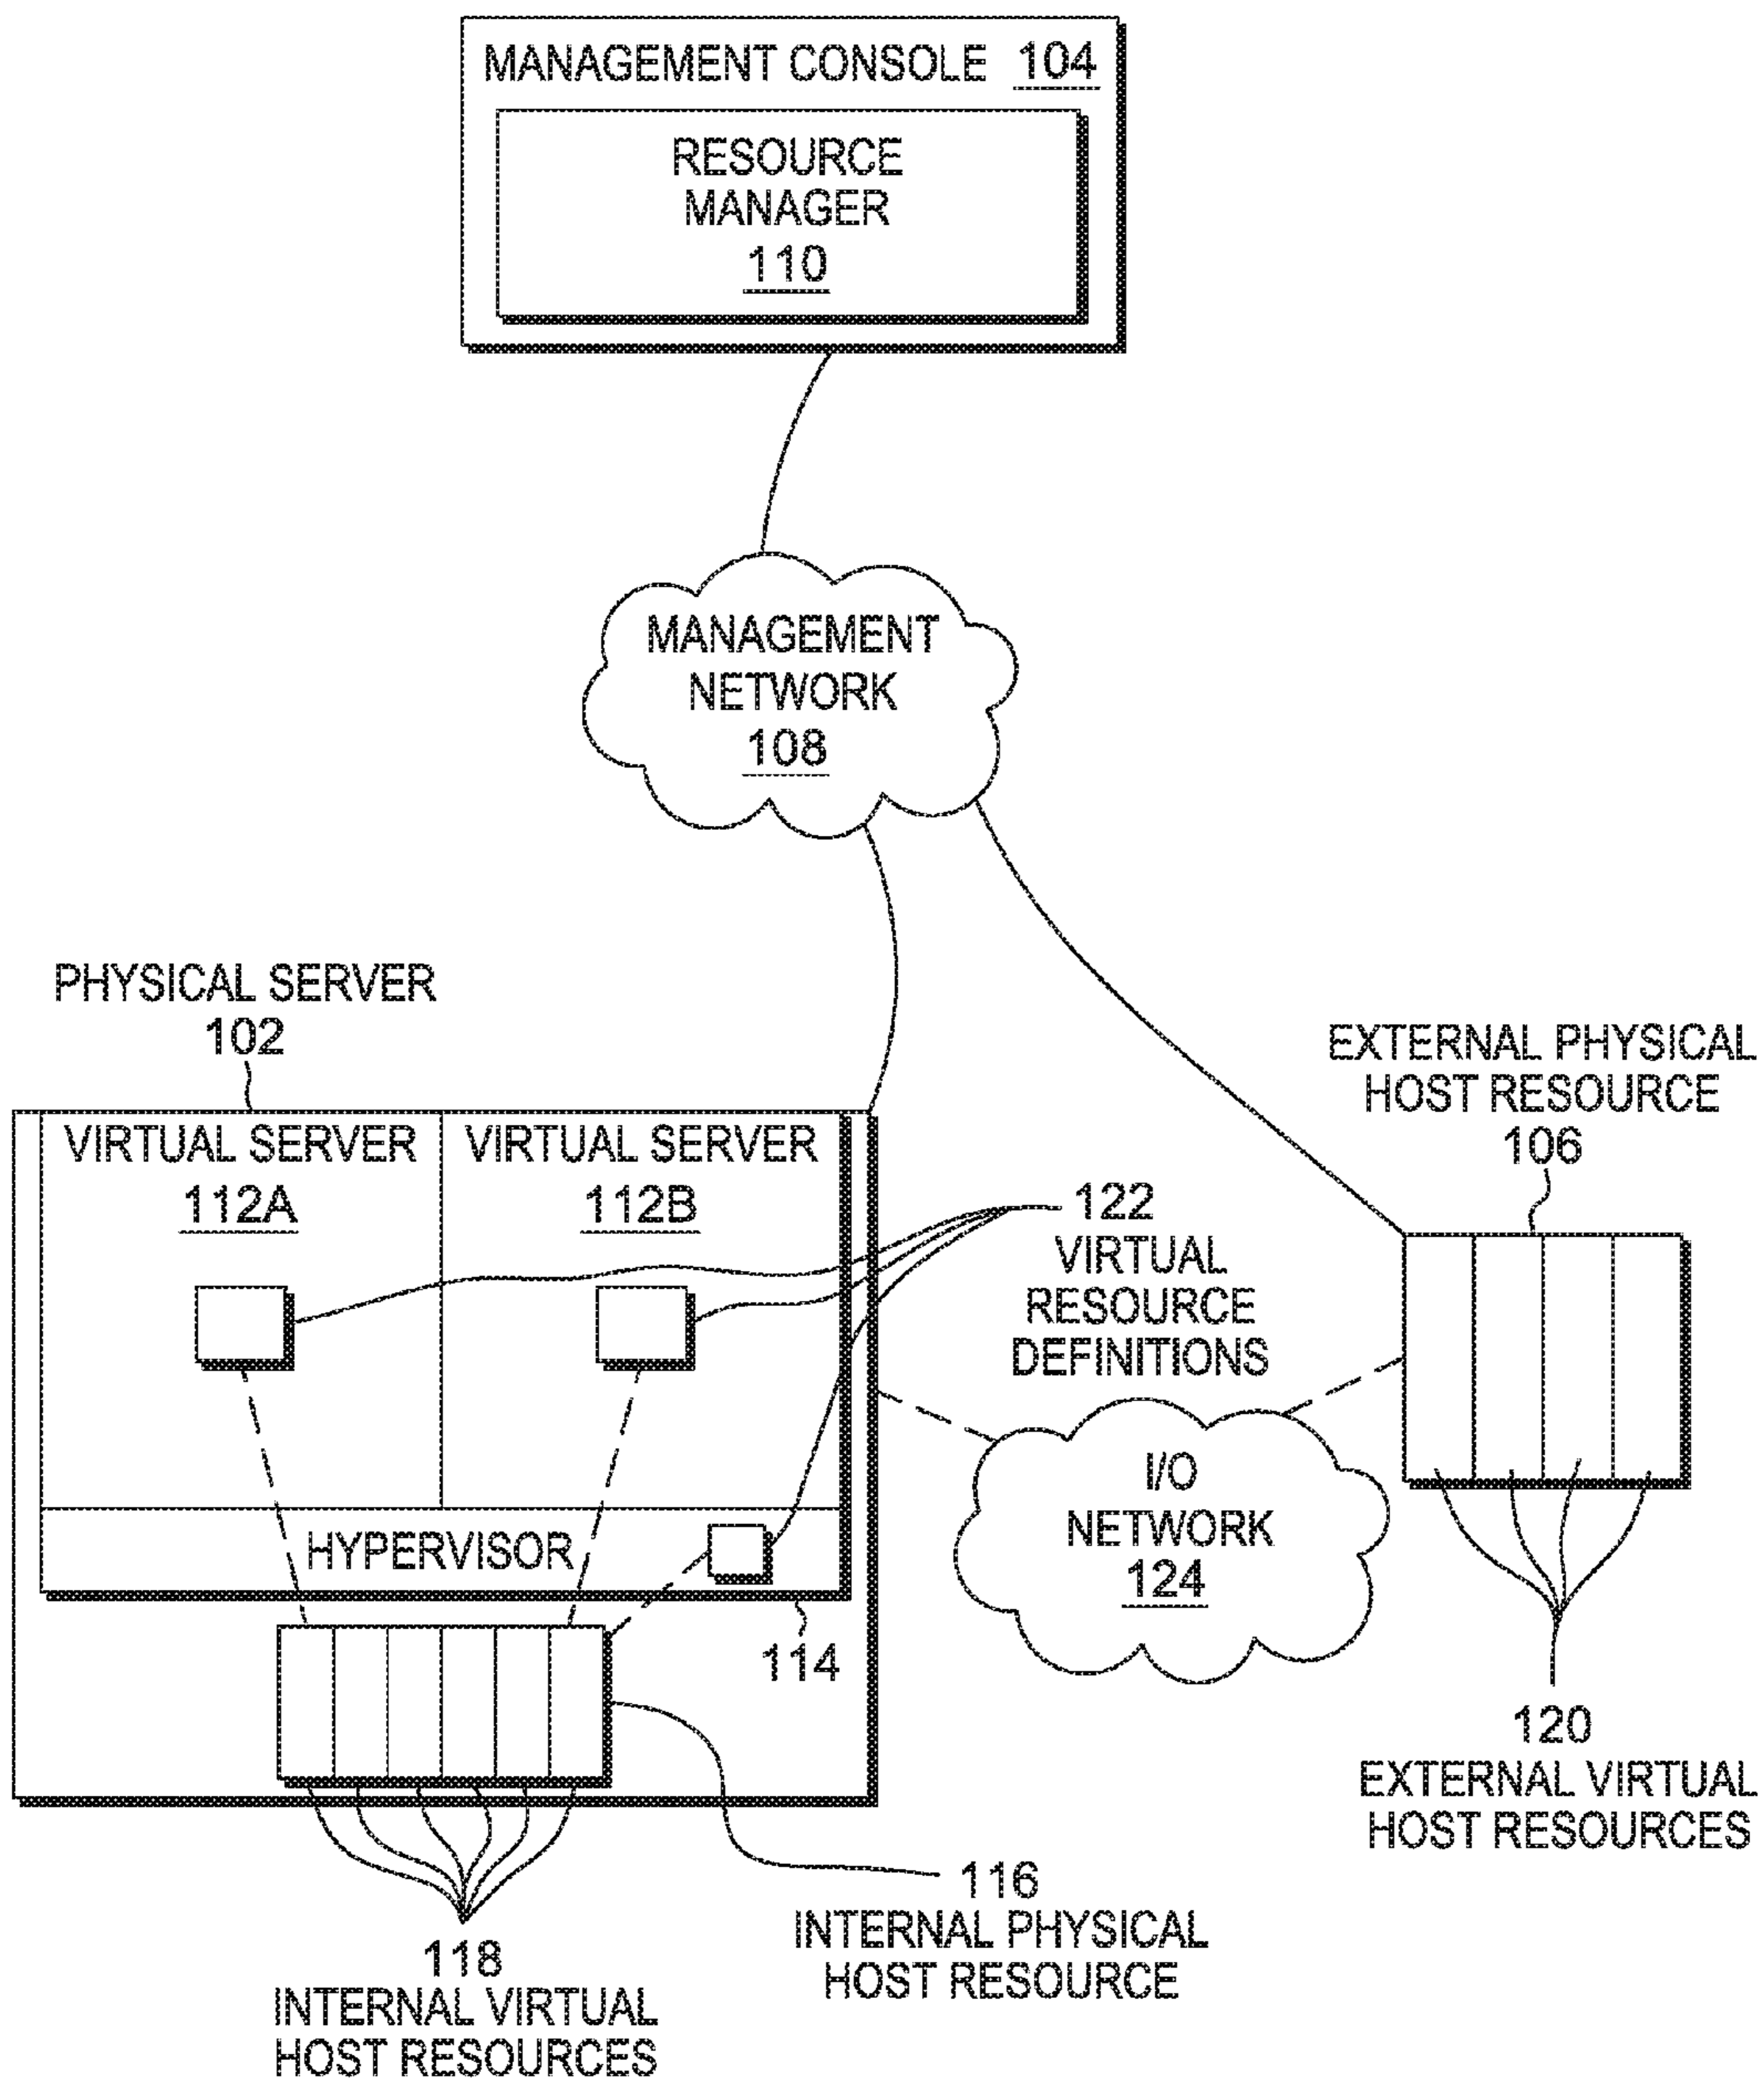 MANAGEMENT CONSOLE 104
RESOURCE
MANAGER
110
MANAGEMENT
NETWORK
108
PHYSICAL SERVER
102
VIRTUAL SERVER
112A
VIRTUAL SERVER
112B
HYPERVISOR
114
122
VIRTUAL
RESOURCE
DEFINITIONS
EXTERNAL PHYSICAL
HOST RESOURCE
106
I/O
NETWORK
124
120
EXTERNAL VIRTUAL
HOST RESOURCES
116
INTERNAL PHYSICAL
HOST RESOURCE
118
INTERNAL VIRTUAL
HOST RESOURCES